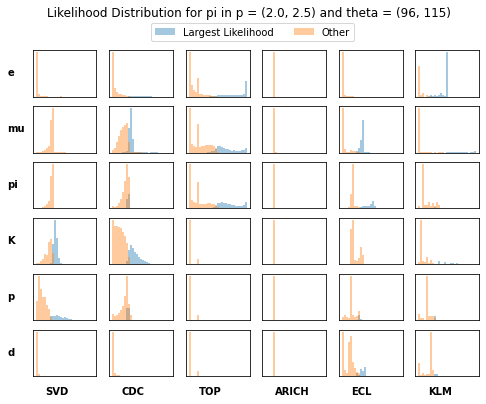 Likelihood Distribution for pi in p = (2.0, 2.5) and theta = (96, 115)
Largest Likelihood Other
e
mu
pi
K
p
d
SVD CDC TOP ARICH ECL KLM